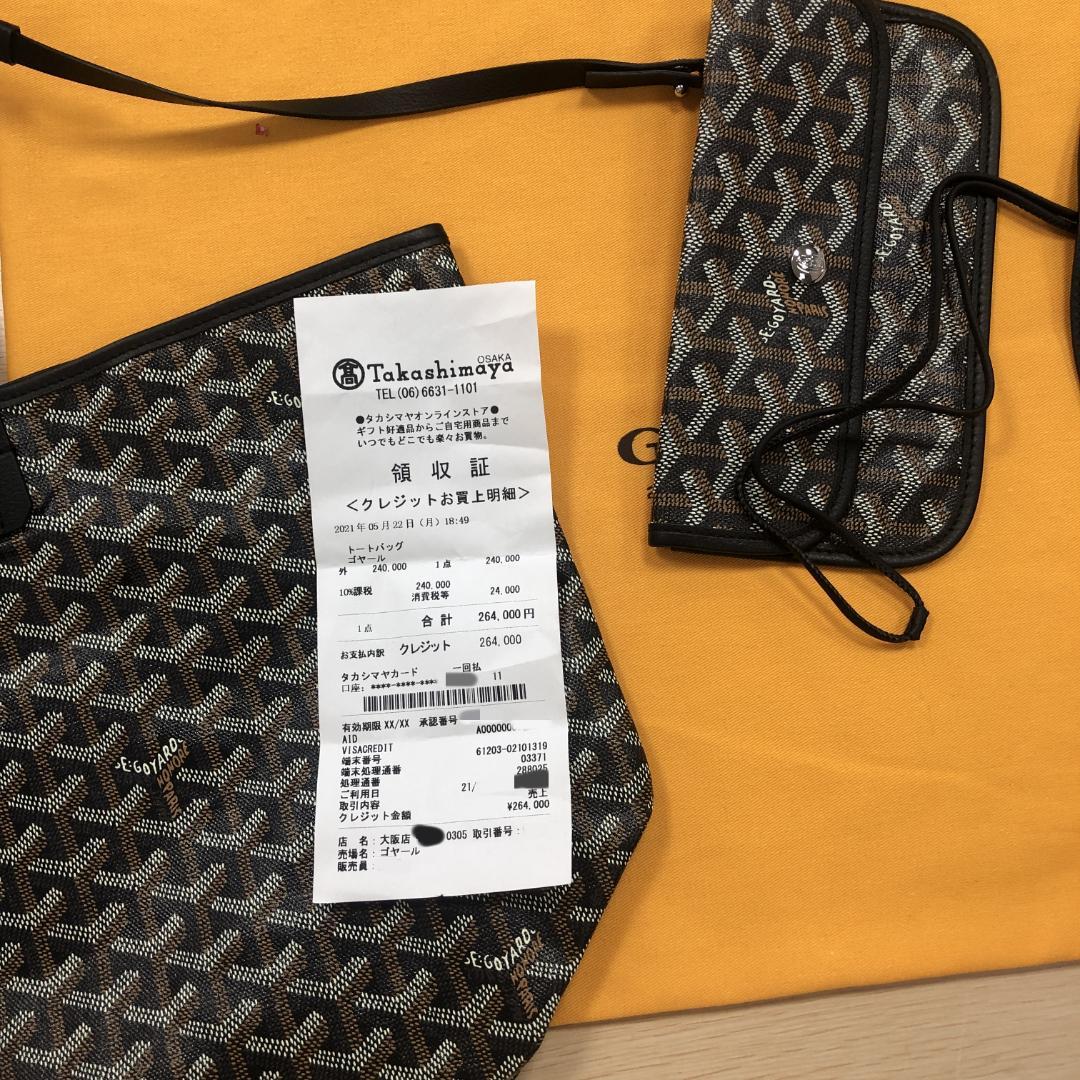 OSAKA
髙 Takashimaya
TEL (06) 6631-1101
●タカシマヤオンラインストア●
ギフト好適品からご自宅用商品まで
いつでもどこでも楽々お買物。
領収証
<クレジットお買上明細>
2021年05月22日(月) 18:49
トートバッグ
ゴヤール
外 240,000 1点 240,000
10%課税 240,000
消費税等 24,000
1点 合計 264,000円
お支払内訳 クレジット 264,000
タカシマヤカード 一回払
口座: ****-****-*** 11
有効期限 XX/XX 承認番号
AID A000000
VISACREDIT
端末番号 61203-02101319
端末処理通番 03371
処理通番 288025
ご利用日 21/
取引内容 売上
クレジット金額 ¥264,000
店 名: 大阪店 0305 取引番号:
売場名: ゴヤール
販売員:
GOYARD
PARIS
E.GOYARD
E.GOYARD
E.GOYARD
E.GOYARD
G